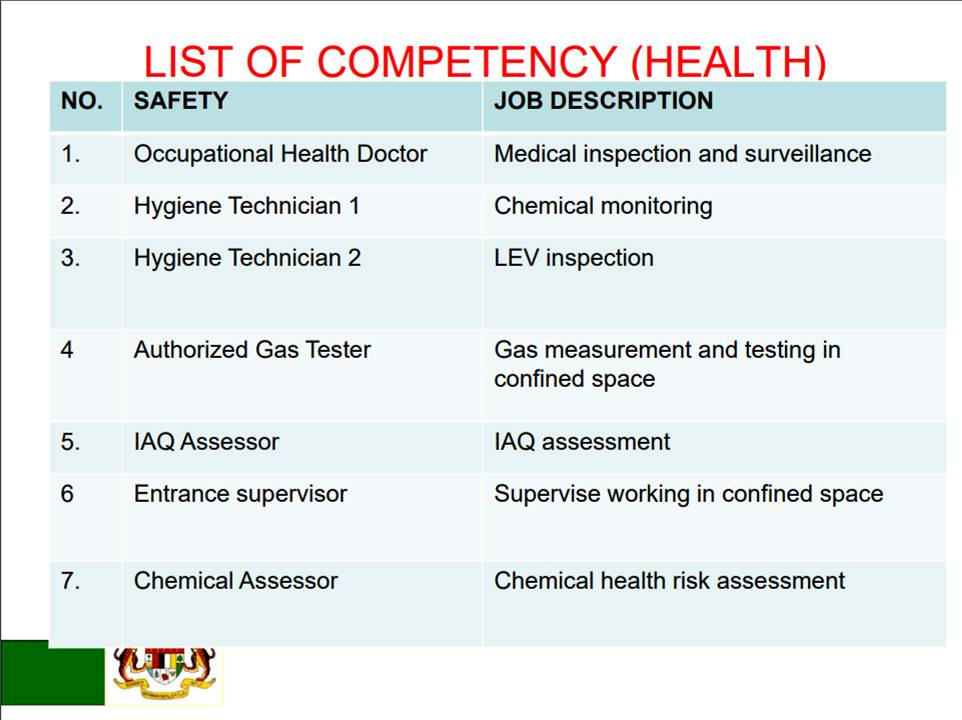 LIST OF COMPETENCY (HEALTH)
NO. SAFETY JOB DESCRIPTION
1. Occupational Health Doctor Medical inspection and surveillance
2. Hygiene Technician 1 Chemical monitoring
3. Hygiene Technician 2 LEV inspection
4 Authorized Gas Tester Gas measurement and testing in
confined space
5. IAQ Assessor IAQ assessment
6 Entrance supervisor Supervise working in confined space
7. Chemical Assessor Chemical health risk assessment